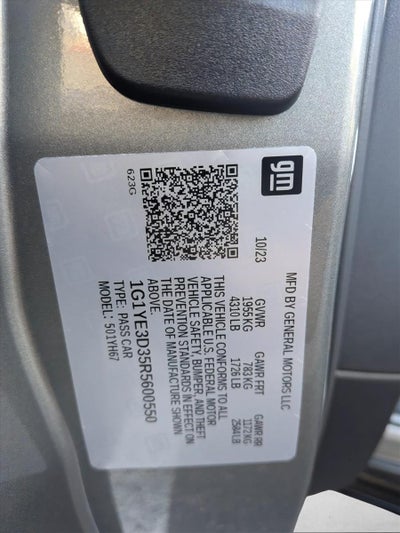 gm
MFD BY GENERAL MOTORS LLC
10/23
GVWR GAWR FRT GAWR RR
1955 KG 783 KG 1172 KG
4310 LB 1726 LB 2584 LB
THIS VEHICLE CONFORMS TO ALL
APPLICABLE U.S. FEDERAL MOTOR
VEHICLE SAFETY, BUMPER, AND THEFT
PREVENTION STANDARDS IN EFFECT ON
THE DATE OF MANUFACTURE SHOWN
ABOVE.
1G1YE3D35R5600550
TYPE: PASS CAR
MODEL: 501YH67
623G